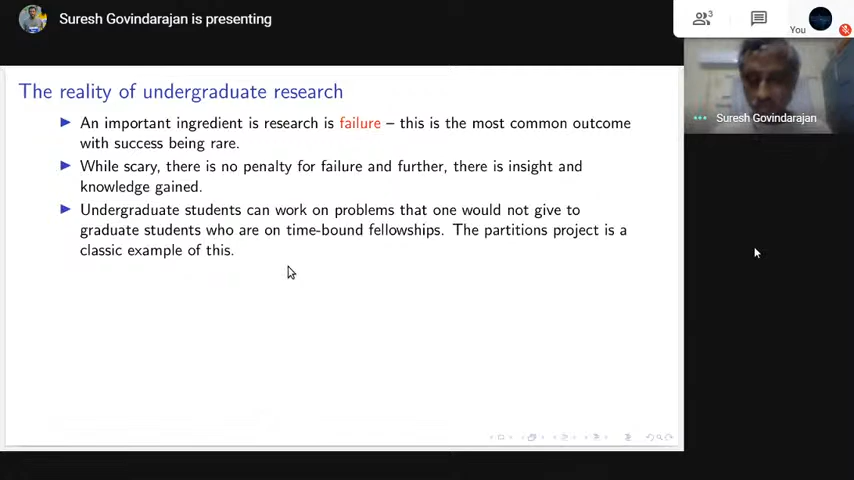 Suresh Govindarajan is presenting
3
You
Suresh Govindarajan
The reality of undergraduate research
An important ingredient is research is failure – this is the most common outcome
with success being rare.
While scary, there is no penalty for failure and further, there is insight and
knowledge gained.
Undergraduate students can work on problems that one would not give to
graduate students who are on time-bound fellowships. The partitions project is a
classic example of this.